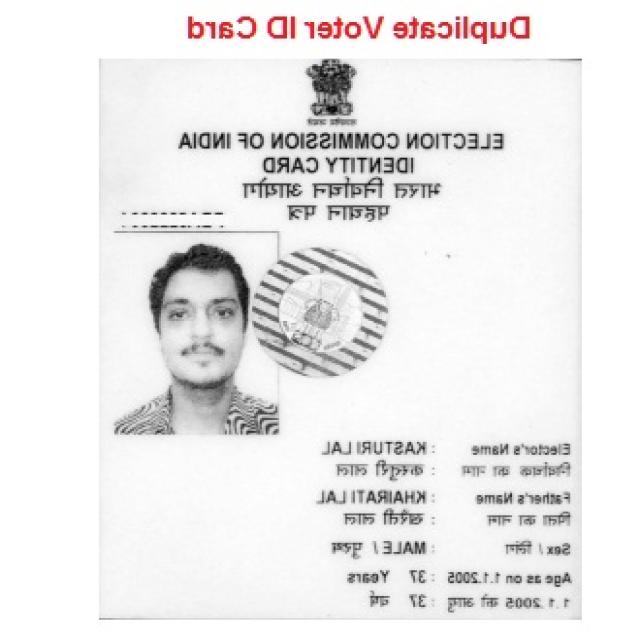 Duplicate Voter ID Card
ELECTION COMMISSION OF INDIA
IDENTITY CARD
भारत निर्वाचन आयोग
पहचान पत्र
Elector's Name : KASTURI LAL
निर्वाचक का नाम : कस्तूरी लाल
Father's Name : KHAIRATI LAL
पिता का नाम : खरैती लाल
Sex / लिंग : MALE / पुरुष
Age as on 1.1.2005 : 37 Years
1.1.2005 को आयु : 37 वर्ष